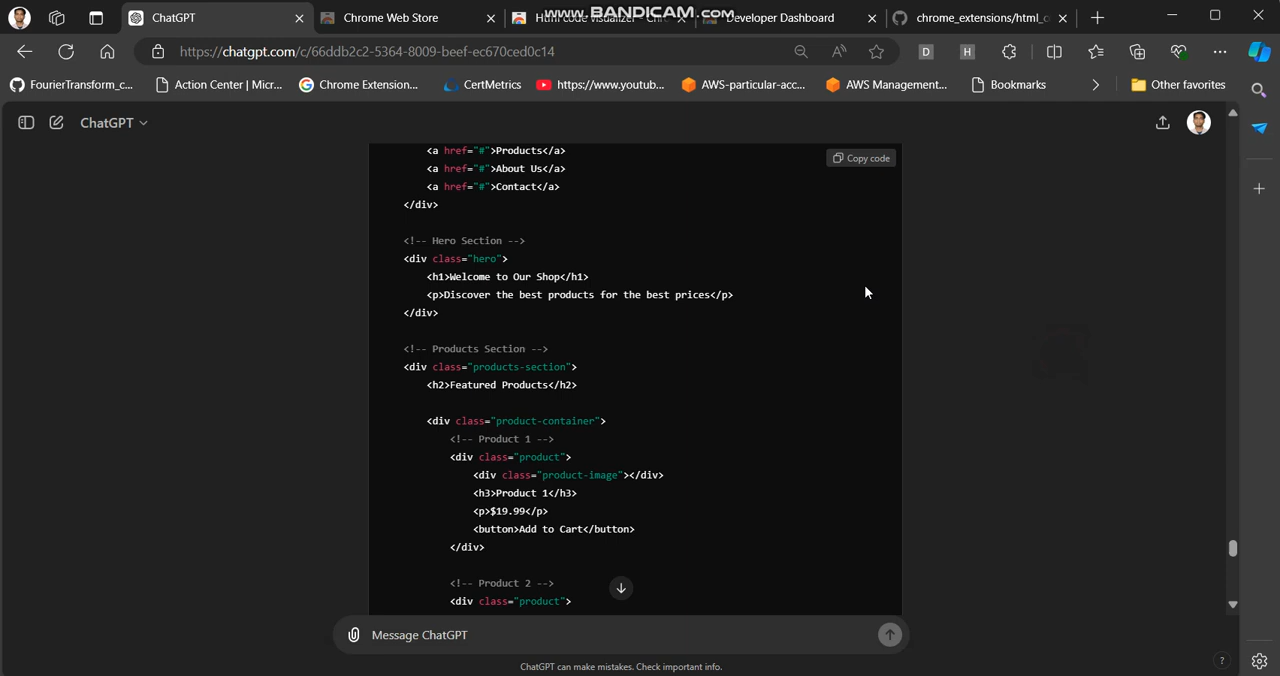 www.BANDICAM.com
ChatGPT
Chrome Web Store
Html Code Visualizer - Chro
Developer Dashboard
chrome_extensions/html_c
https://chatgpt.com/c/66ddb2c2-5364-8009-beef-ec670ced0c14
D
H
FourierTransform_c...
Action Center | Micr...
Chrome Extension...
CertMetrics
https://www.youtub...
AWS-particular-acc...
AWS Management...
Bookmarks
Other favorites
ChatGPT
Copy code
<a href="#">Products</a>
<a href="#">About Us</a>
<a href="#">Contact</a>
</div>
<!-- Hero Section -->
<div class="hero">
<h1>Welcome to Our Shop</h1>
<p>Discover the best products for the best prices</p>
</div>
<!-- Products Section -->
<div class="products-section">
<h2>Featured Products</h2>
<div class="product-container">
<!-- Product 1 -->
<div class="product">
<div class="product-image"></div>
<h3>Product 1</h3>
<p>$19.99</p>
<button>Add to Cart</button>
</div>
<!-- Product 2 -->
<div class="product">
Message ChatGPT
ChatGPT can make mistakes. Check important info.
?